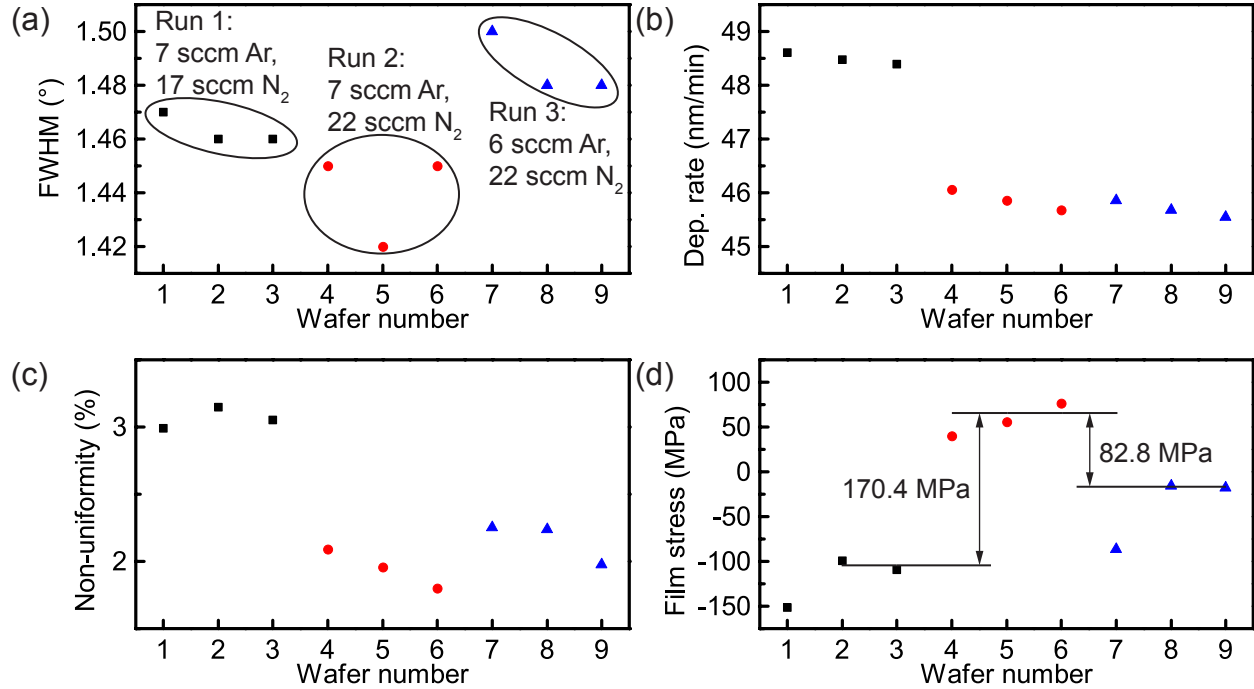 (a)
1.50
1.48
1.46
1.44
1.42
FWHM (°)
Run 1:
7 sccm Ar,
17 sccm N₂
Run 2:
7 sccm Ar,
22 sccm N₂
Run 3:
6 sccm Ar,
22 sccm N₂
1 2 3 4 5 6 7 8 9
Wafer number
(b)
49
48
47
46
45
Dep. rate (nm/min)
1 2 3 4 5 6 7 8 9
Wafer number
(c)
3
2
Non-uniformity (%)
1 2 3 4 5 6 7 8 9
Wafer number
(d)
100
50
0
-50
-100
-150
Film stress (MPa)
170.4 MPa
82.8 MPa
1 2 3 4 5 6 7 8 9
Wafer number